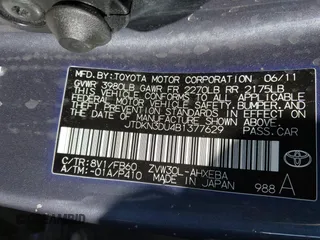 MFD. BY: TOYOTA MOTOR CORPORATION 06/11
GVWR 3980LB GAWR FR 2270LB RR 2175LB
THIS VEHICLE CONFORMS TO ALL APPLICABLE
FEDERAL MOTOR VEHICLE SAFETY, BUMPER, AND
THEFT PREVENTION STANDARDS IN EFFECT ON
THE DATE OF MANUFACTURE SHOWN ABOVE.
JTDKN3DU4B1377629 PASS.CAR
C/TR: 8V1/FB60 ZVW30L-AHXEBA
A/TM: -01A/P410 MADE IN JAPAN
988 A
TOYOTA